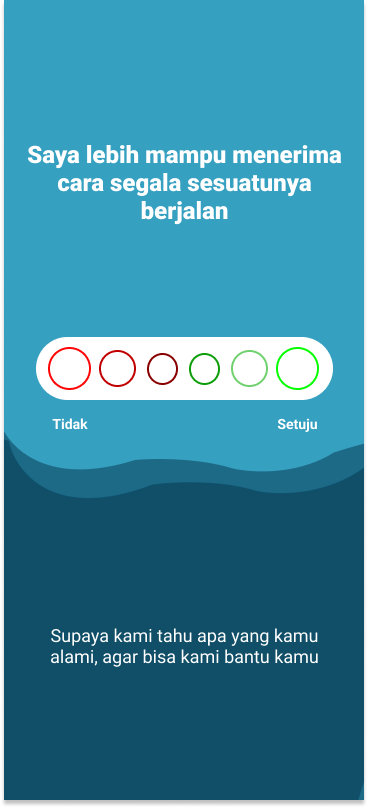 Saya lebih mampu menerima
cara segala sesuatunya
berjalan
Tidak
Setuju
Supaya kami tahu apa yang kamu
alami, agar bisa kami bantu kamu